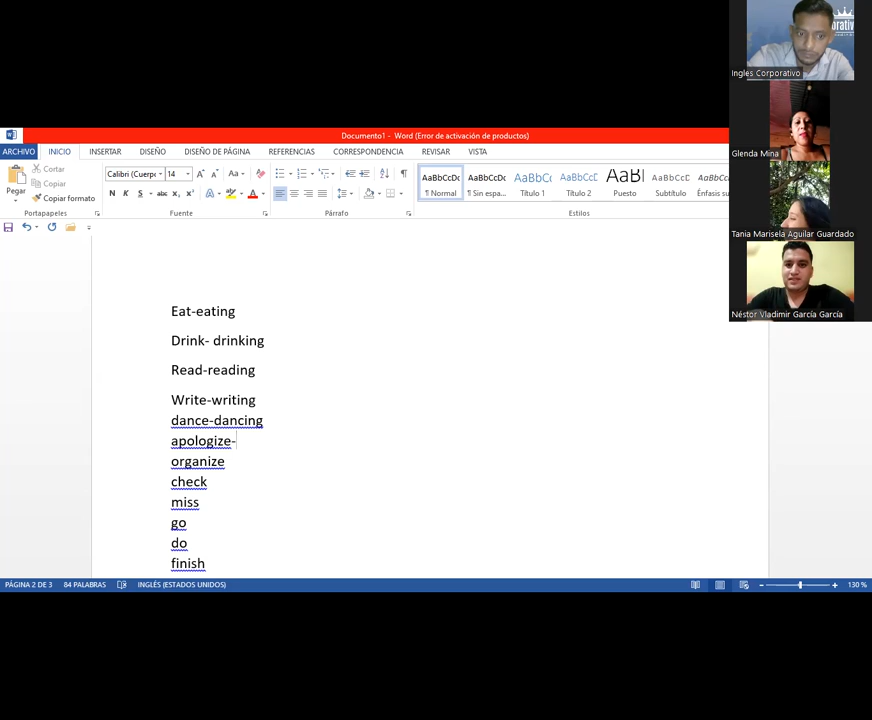 Documento1 - Word (Error de activación de productos)
ARCHIVO INICIO INSERTAR DISEÑO DISEÑO DE PÁGINA REFERENCIAS CORRESPONDENCIA REVISAR VISTA
Pegar
Cortar
Copiar
Copiar formato
Portapapeles
Calibri (Cuerpo 14
Fuente
Párrafo
AaBbCcDc AaBbCcDc AaBbCc AaBbCcD AaBl AaBbCcD AaBbCcDc
¶ Normal ¶ Sin espa... Título 1 Título 2 Puesto Subtítulo Énfasis su
Estilos
Eat-eating
Drink- drinking
Read-reading
Write-writing
dance-dancing
apologize-
organize
check
miss
go
do
finish
PÁGINA 2 DE 3 84 PALABRAS INGLÉS (ESTADOS UNIDOS) 130 %
Ingles Corporativo
Glenda Mina
Tania Marisela Aguilar Guardado
Néstor Vladimir García García